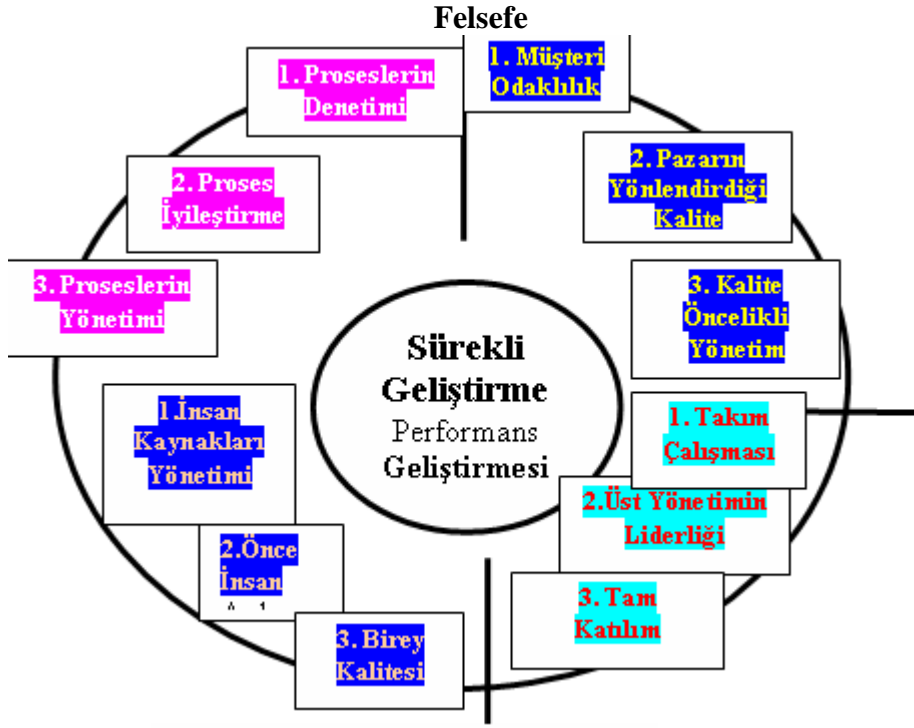 Felsefe
1. Müşteri
Odaklılık
2. Pazarın
Yönlendirdiği
Kalite
3. Kalite
Öncelikli
Yönetim
1. Takım
Çalışması
2.Üst Yönetimin
Liderliği
3. Tam
Katılım
3. Birey
Kalitesi
2.Önce
İnsan
1.İnsan
Kaynakları
Yönetimi
3. Proseslerin
Yönetimi
2. Proses
İyileştirme
1. Proseslerin
Denetimi
Sürekli
Geliştirme
Performans
Geliştirmesi